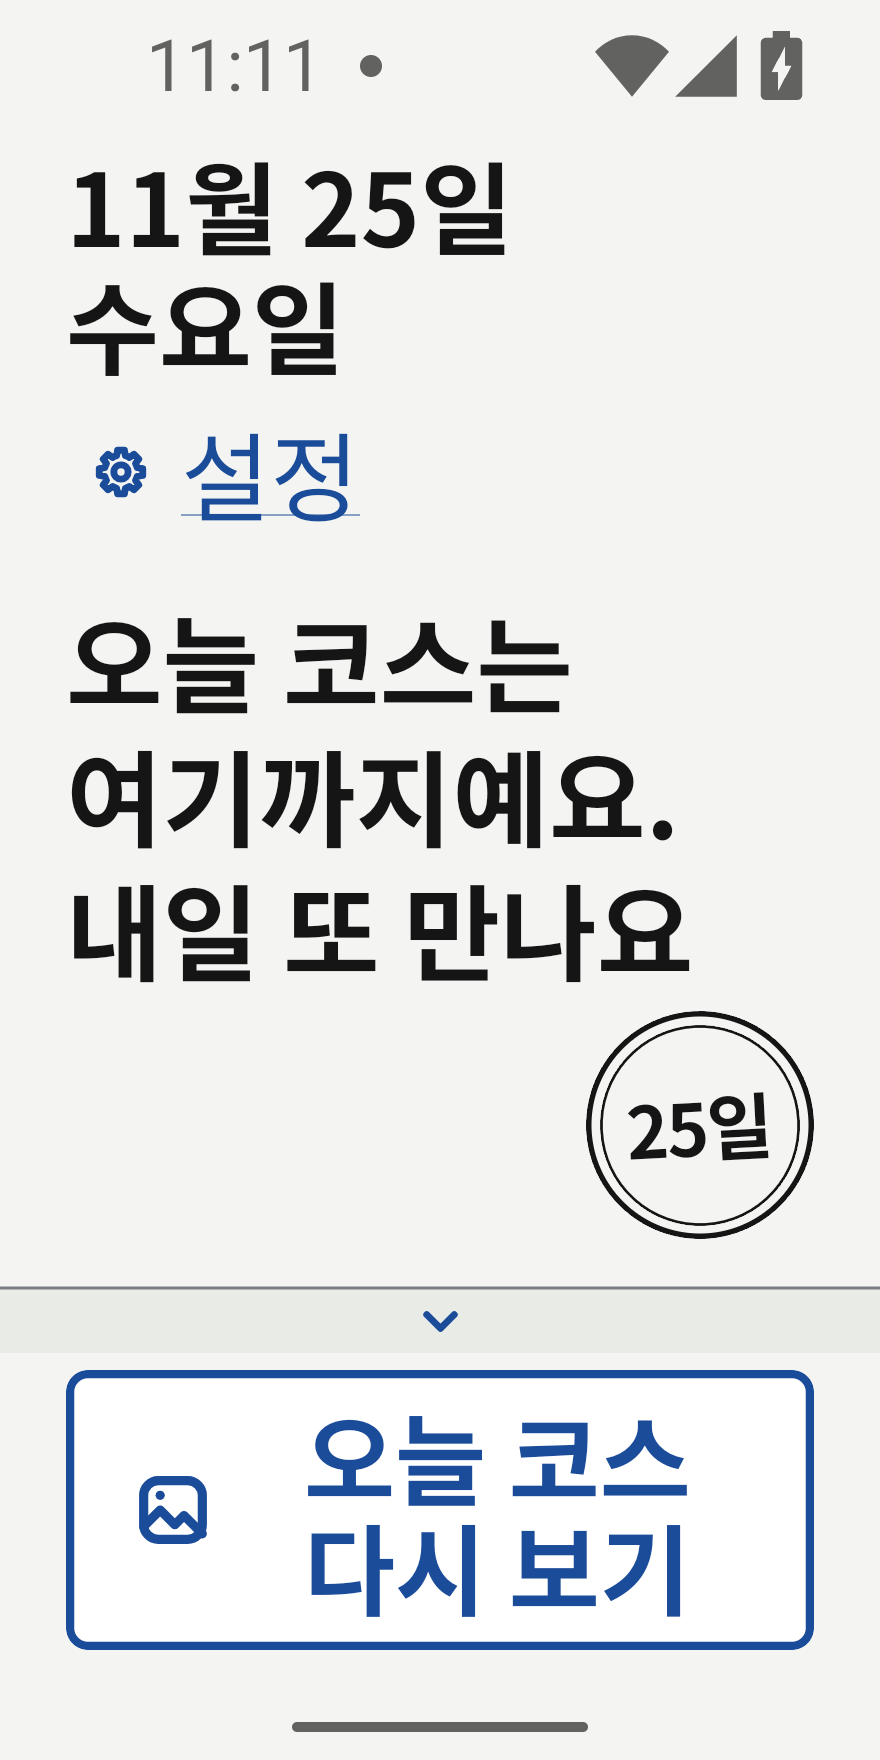 11:11
11월 25일
수요일
설정
오늘 코스는
여기까지예요.
내일 또 만나요
25일
오늘 코스
다시 보기